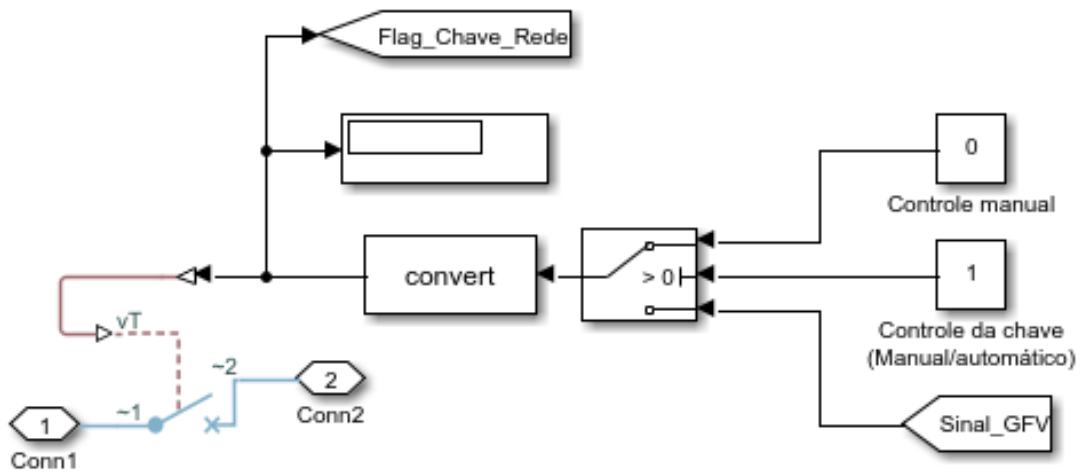 Flag_Chave_Rede
0
Controle manual
convert
> 0
1
Controle da chave
(Manual/automático)
vT
~2
2
Conn2
~1
1
Conn1
Sinal_GFV